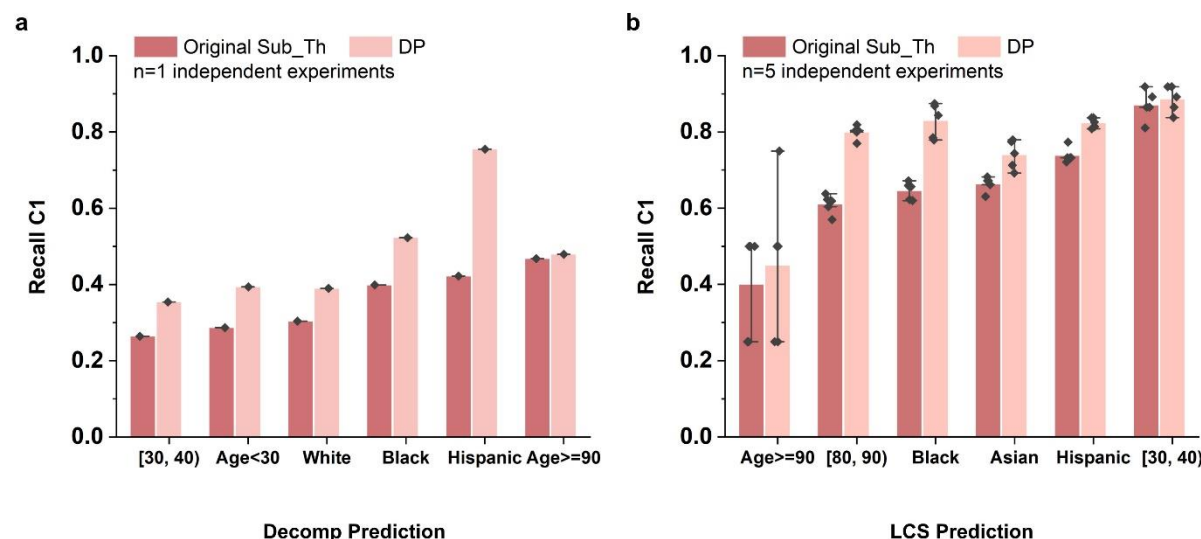 a
Original Sub_Th DP
n=1 independent experiments
Recall C1
1.0
0.8
0.6
0.4
0.2
0.0
[30, 40) Age<30 White Black Hispanic Age>=90
Decomp Prediction
b
Original Sub_Th DP
n=5 independent experiments
Recall C1
1.0
0.8
0.6
0.4
0.2
0.0
Age>=90 [80, 90) Black Asian Hispanic [30, 40)
LCS Prediction